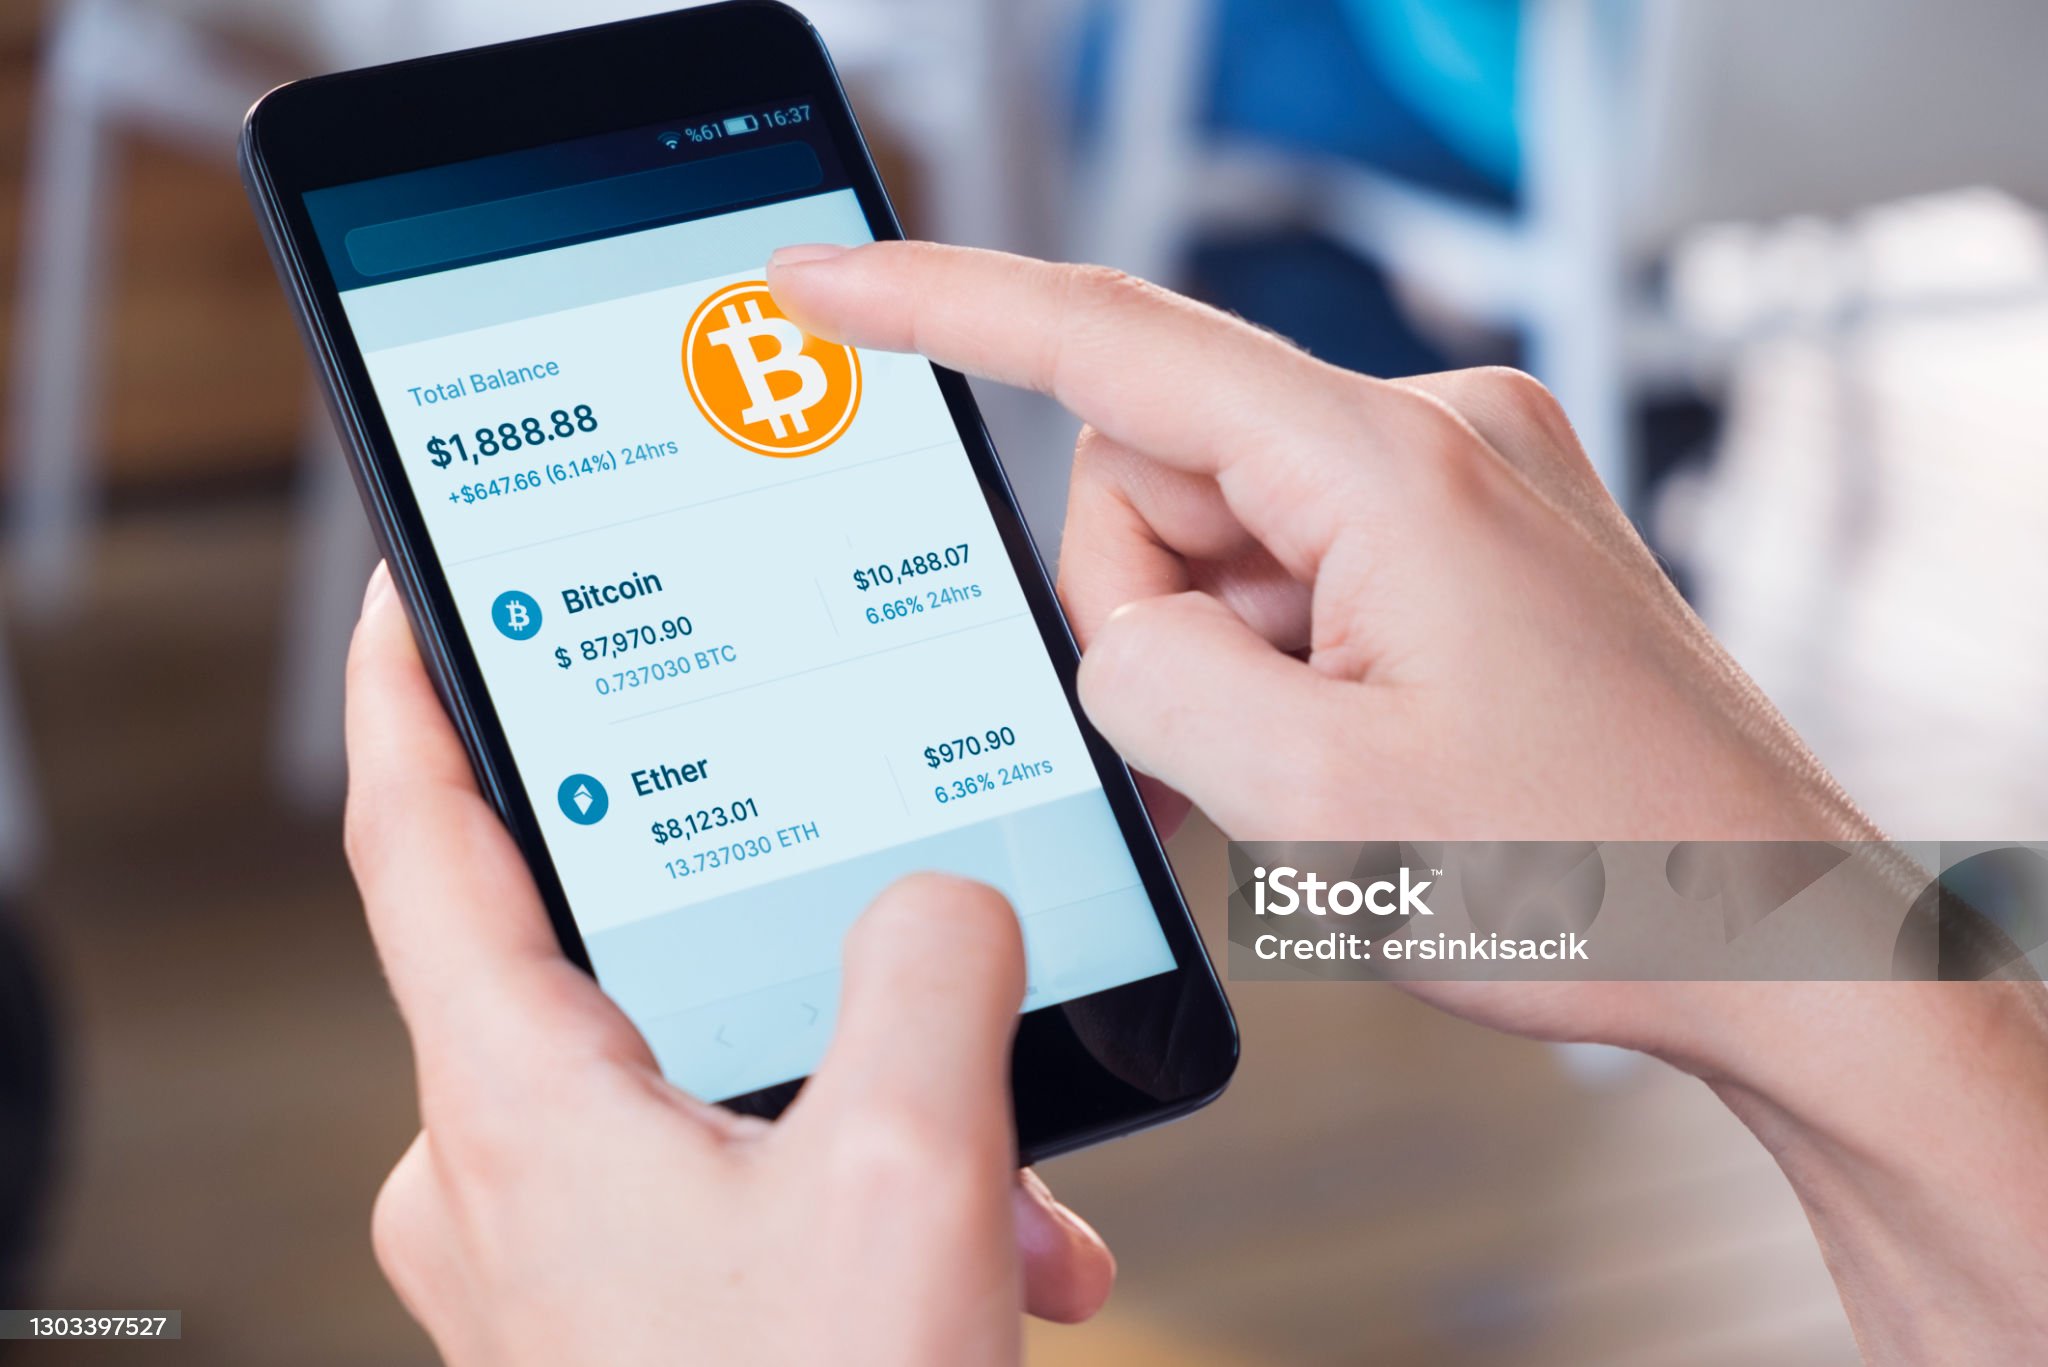 %61 16:37
Total Balance
$1,888.88
+$647.66 (6.14%) 24hrs
Bitcoin
$ 87,970.90
0.737030 BTC
$10,488.07
6.66% 24hrs
Ether
$8,123.01
13.737030 ETH
$970.90
6.36% 24hrs
iStock™
Credit: ersinkisacik
1303397527